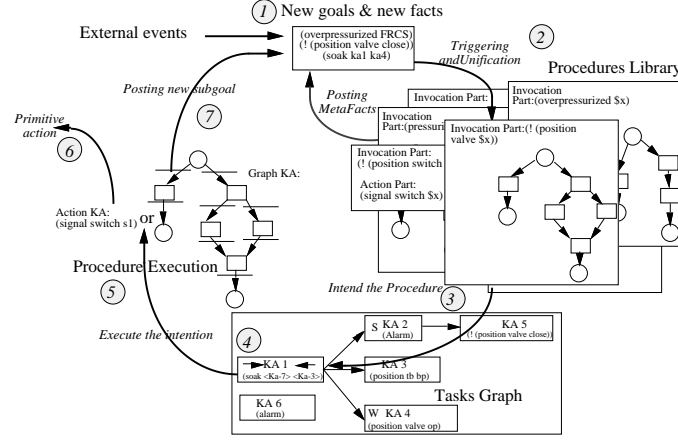 1
New goals & new facts
External events
(overpressurized FRCS)
(! (position valve close))
(soak ka1 ka4)
2
Triggering
andUnification
Procedures Library
Posting new subgoal
Posting
MetaFacts
Invocation Part:
Invocation
Part:(overpressurized $x)
Invocation
Part:(pressuri
Invocation Part:(! (position
valve $x))
Invocation Part:
(! (position switch
Action Part:
(signal switch $x)
7
Primitive
action
6
Graph KA:
Action KA:
(signal switch s1)
or
Procedure Execution
5
Intend the Procedure
3
Execute the intention
4
S KA 2
(Alarm)
KA 5
(! (position valve close))
KA 1
(soak <Ka-7> <Ka-3>)
KA 3
(position tb bp)
Tasks Graph
KA 6
(alarm)
W KA 4
(position valve op)